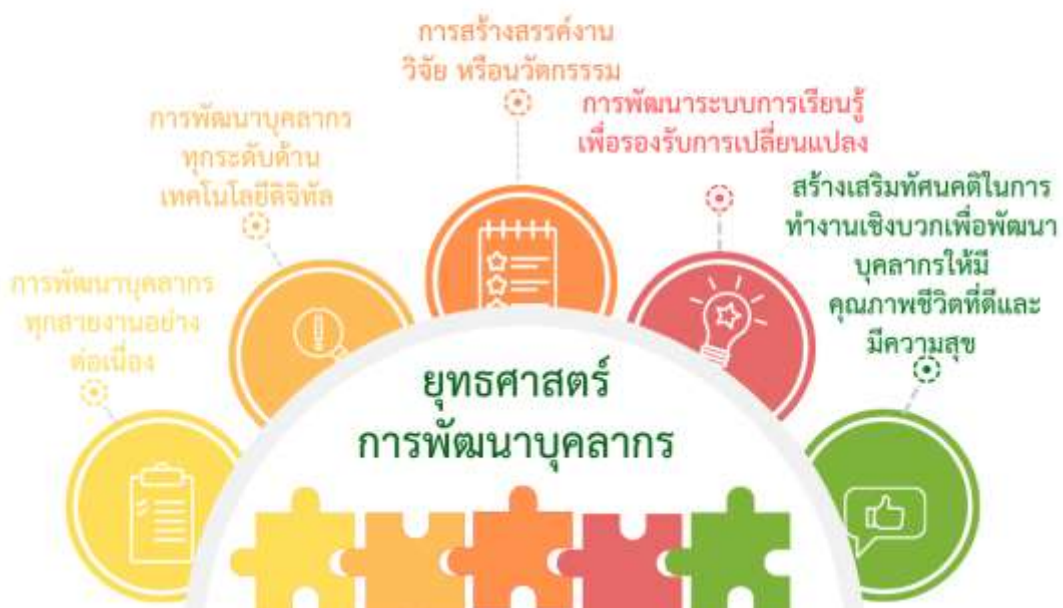 การสร้างสรรค์งาน
วิจัย หรือนวัตกรรรม
การพัฒนาระบบการเรียนรู้
เพื่อรองรับการเปลี่ยนแปลง
การพัฒนาบุคลากร
ทุกระดับด้าน
เทคโนโลยีดิจิทัล
สร้างเสริมทัศนคติในการ
ทำงานเชิงบวกเพื่อพัฒนา
บุคลากรให้มี
คุณภาพชีวิตที่ดีและ
มีความสุข
การพัฒนาบุคลากร
ทุกสายงานอย่าง
ต่อเนื่อง
ยุทธศาสตร์
การพัฒนาบุคลากร